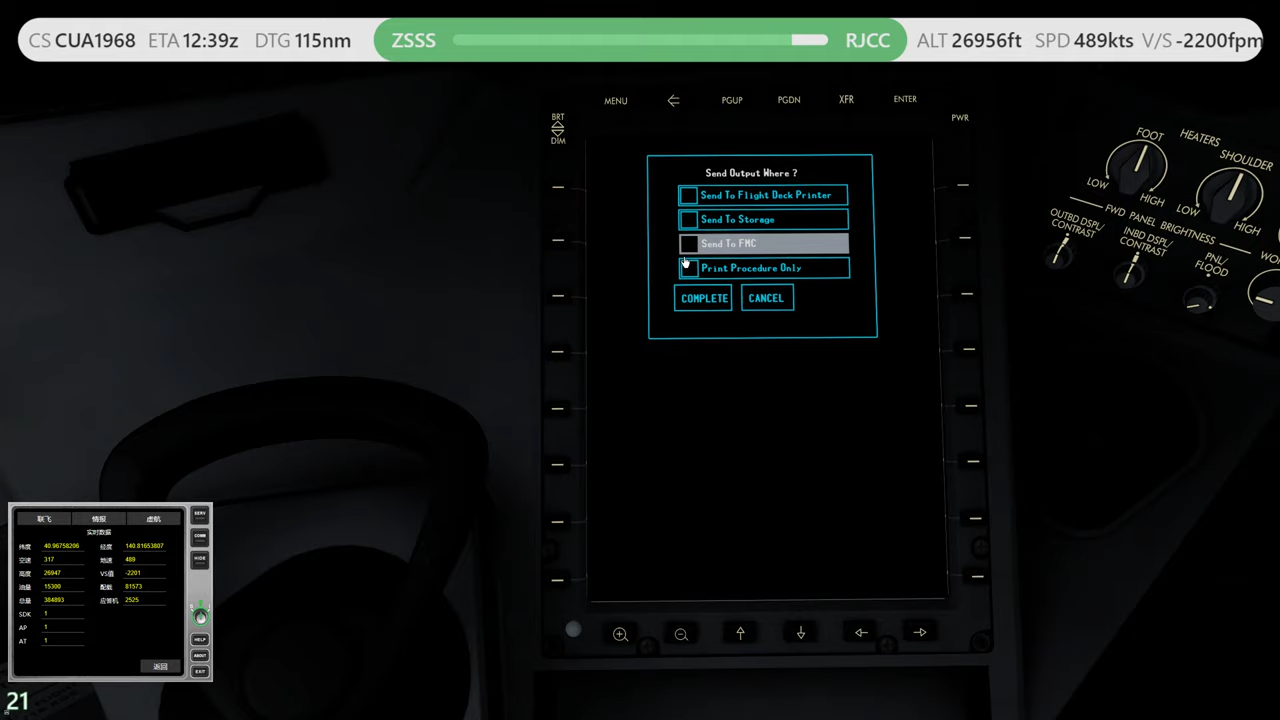 CS CUA1968 ETA 12:39z DTG 115nm ZSSS RJCC ALT 26956ft SPD 489kts V/S -2200fpm
MENU PGUP PGDN XFR ENTER
BRT
DIM
PWR
Send Output Where ?
Send To Flight Deck Printer
Send To Storage
Send To FMC
Print Procedure Only
COMPLETE CANCEL
FOOT
HEATERS
SHOULDER
LOW
HIGH
LOW
HIGH
FWD PANEL BRIGHTNESS
OUTBD DSPL/
CONTRAST
INBD DSPL/
CONTRAST
PNL/
FLOOD
联飞 情报 虚航
实时数据
纬度 40.96758206 经度 140.81653807
空速 317 地速 489
高度 26947 VS值 -2201
油量 15300 配载 81573
总量 384893 应答机 2525
SDK 1
AP 1
AT 1
返回
SERV
COMM
HIDE
HELP
ABOUT
EXIT
21